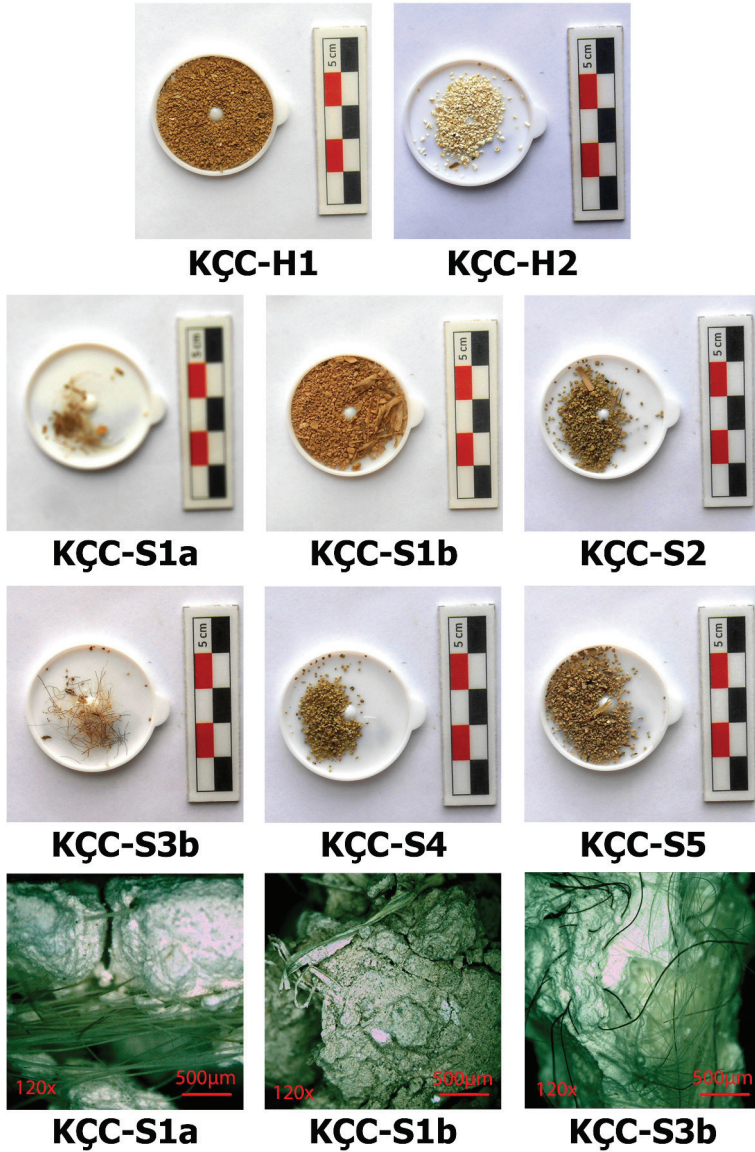 5 cm
5 cm
KÇC-H1
KÇC-H2
5 cm
5 cm
5 cm
KÇC-S1a
KÇC-S1b
KÇC-S2
5 cm
5 cm
5 cm
KÇC-S3b
KÇC-S4
KÇC-S5
120x
500µm
120x
500µm
120x
500µm
KÇC-S1a
KÇC-S1b
KÇC-S3b